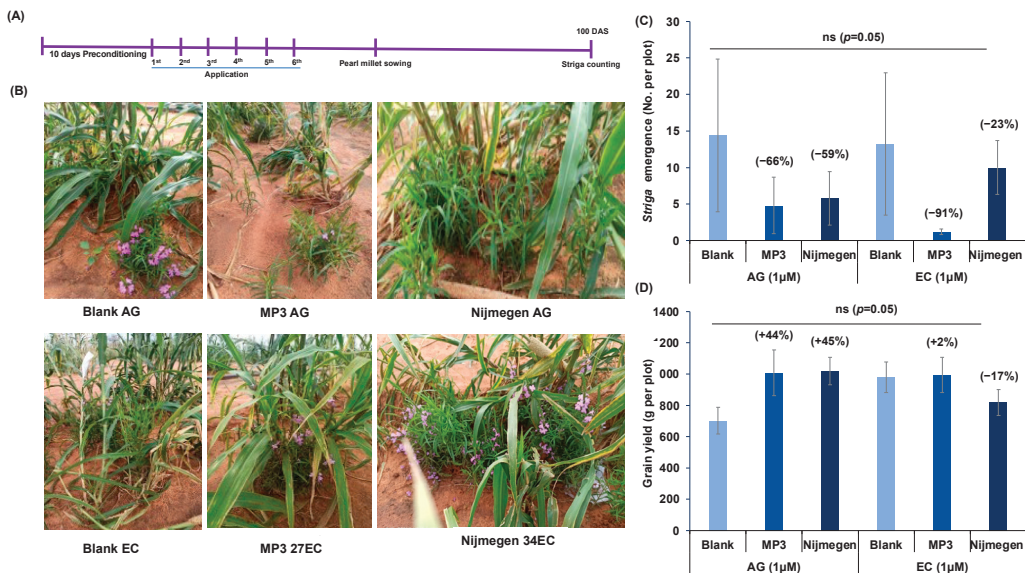 (A)
100 DAS
10 days Preconditioning
1st 2nd 3rd 4th 5th 6th
Application
Pearl millet sowing
Striga counting
(B)
Blank AG
MP3 AG
Nijmegen AG
Blank EC
MP3 27EC
Nijmegen 34EC
(C)
Striga emergence (No. per plot)
30
25
20
15
10
5
0
ns (p=0.05)
(−66%)
(−59%)
(−91%)
(−23%)
Blank MP3 Nijmegen Blank MP3 Nijmegen
AG (1µM) EC (1µM)
(D)
Grain yield (g per plot)
1400
200
000
800
600
400
200
0
ns (p=0.05)
(+44%)
(+45%)
(+2%)
(−17%)
Blank MP3 Nijmegen Blank MP3 Nijmegen
AG (1µM) EC (1µM)